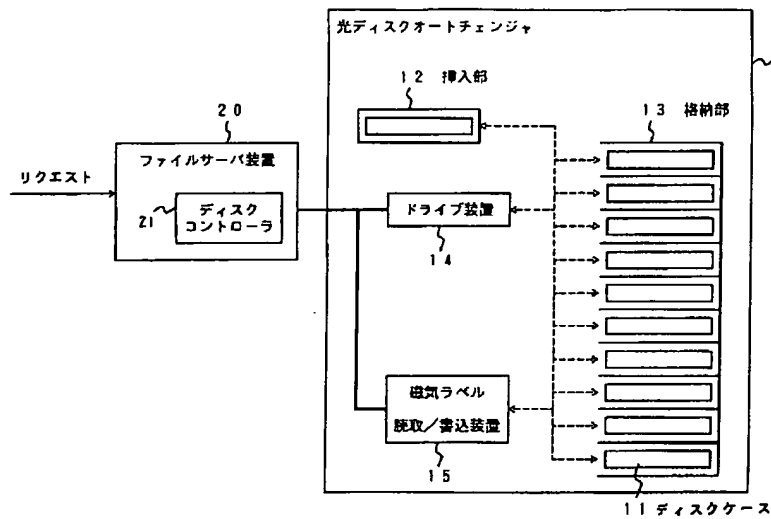 光ディスクオートチェンジャ
12 挿入部
20
13 格納部
ファイルサーバ装置
リクエスト
21
ディスク
コントローラ
ドライブ装置
14
磁気ラベル
読取／書込装置
15
11 ディスクケース